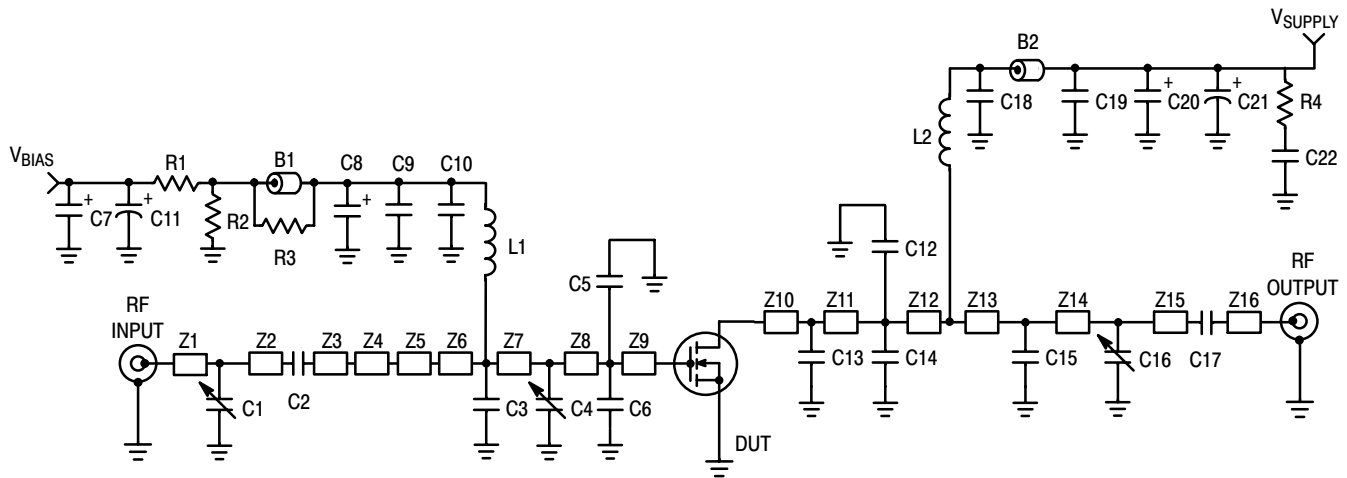 VSUPPLY
B2
C18
C19
+
C20
+
C21
R4
L2
C22
VBIAS
R1
B1
C8
C9
C10
+
C7
+
C11
R2
+
R3
L1
C12
C5
RF
INPUT
RF
OUTPUT
Z10
Z11
Z12
Z13
Z14
Z15
Z16
Z1
Z2
Z3
Z4
Z5
Z6
Z7
Z8
Z9
C13
C14
C15
C16
C17
C1
C2
C3
C4
C6
DUT